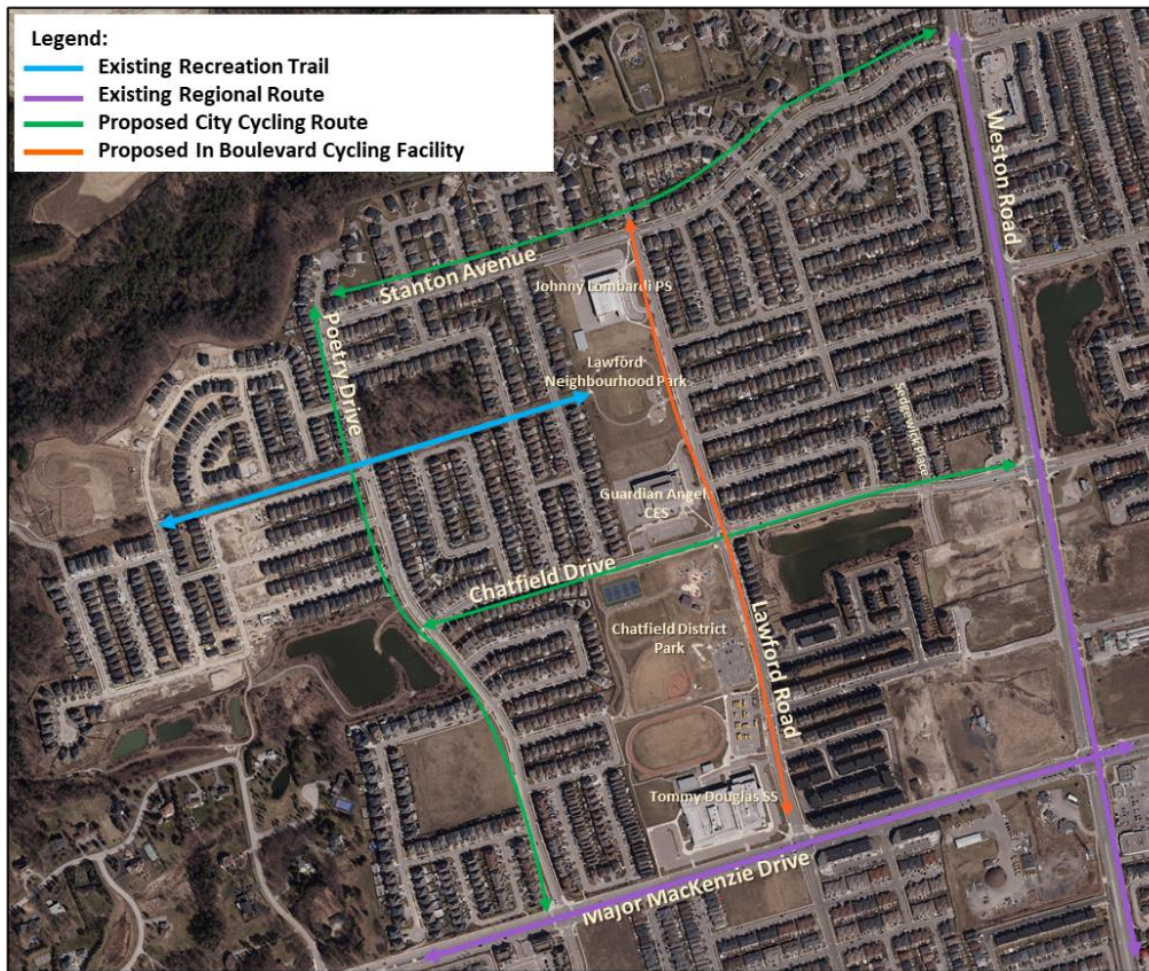 Legend:
Existing Recreation Trail
Existing Regional Route
Proposed City Cycling Route
Proposed In Boulevard Cycling Facility
Weston Road
Stanton Avenue
Johnny Lombardi PS
Poetry Drive
Lawford
Neighbourhood Park
Sedgewick Place
Guardian Angel
CES
Chatfield Drive
Chatfield District
Park
Lawford Road
Tommy Douglas SS
Major MacKenzie Drive